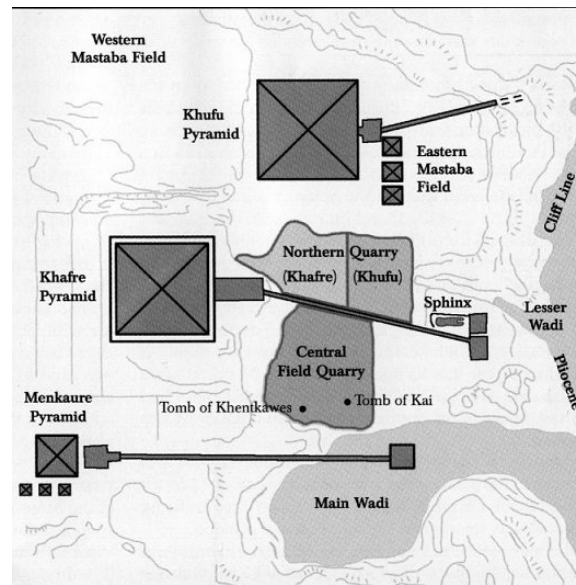 Western
Mastaba Field
Khufu
Pyramid
Eastern
Mastaba
Field
Cliff Line
Northern Quarry
(Khafre) (Khufu)
Khafre
Pyramid
Sphinx
Lesser
Wadi
Central
Field Quarry
Pliocene
Menkaure
Pyramid
Tomb of Khentkawes
Tomb of Kai
Main Wadi